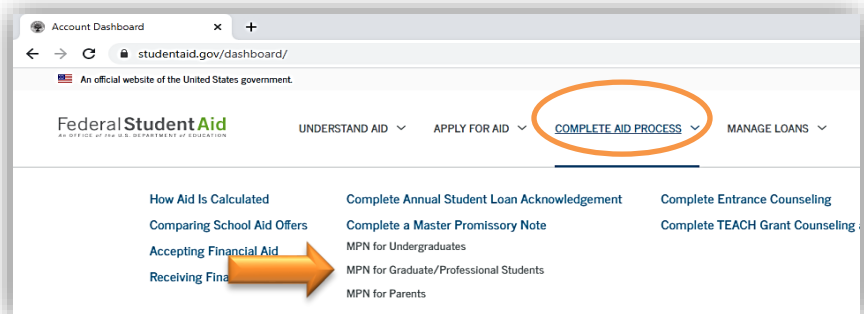 Account Dashboard
studentaid.gov/dashboard/
An official website of the United States government.
Federal Student Aid
An OFFICE of the U.S. DEPARTMENT of EDUCATION
UNDERSTAND AID
APPLY FOR AID
COMPLETE AID PROCESS
MANAGE LOANS
How Aid Is Calculated
Comparing School Aid Offers
Accepting Financial Aid
Receiving
Complete Annual Student Loan Acknowledgement
Complete a Master Promissory Note
MPN for Undergraduates
MPN for Graduate/Professional Students
MPN for Parents
Complete Entrance Counseling
Complete TEACH Grant Counseling